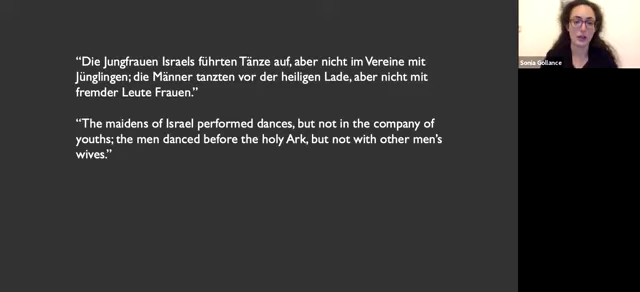 “Die Jungfrauen Israels führten Tänze auf, aber nicht im Vereine mit
Jünglingen; die Männer tanzten vor der heiligen Lade, aber nicht mit
fremder Leute Frauen.”
“The maidens of Israel performed dances, but not in the company of
youths; the men danced before the holy Ark, but not with other men’s
wives.”
Sonia Gollance